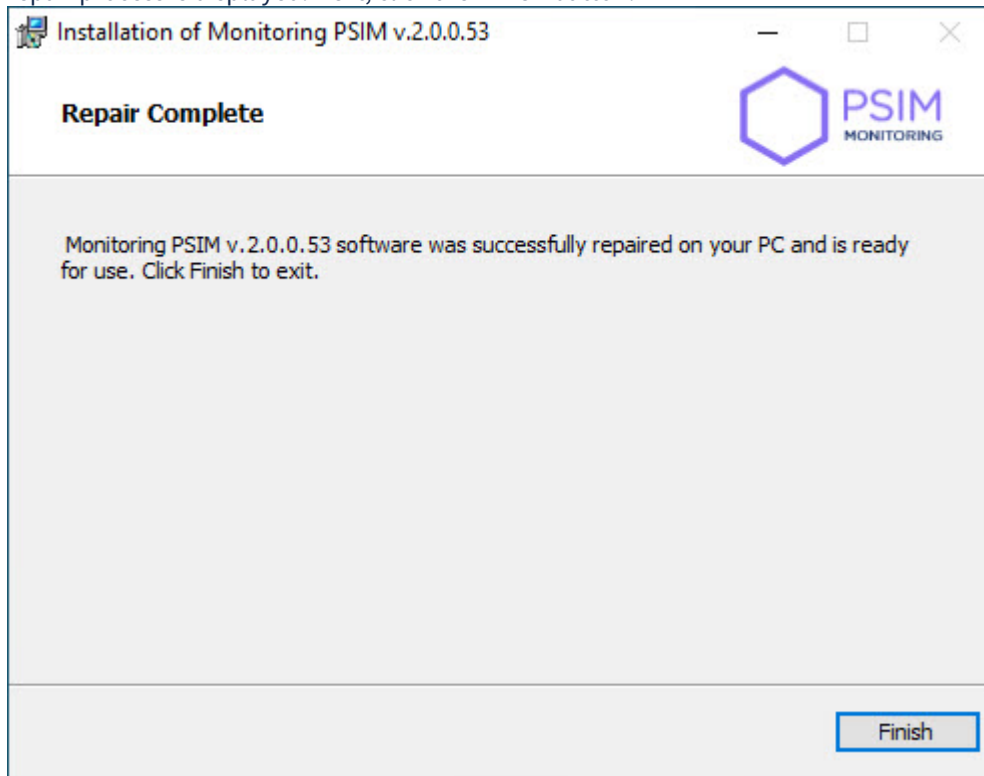 Installation of Monitoring PSIM v.2.0.0.53
Repair Complete
PSIM
MONITORING
Monitoring PSIM v.2.0.0.53 software was successfully repaired on your PC and is ready
for use. Click Finish to exit.
Finish